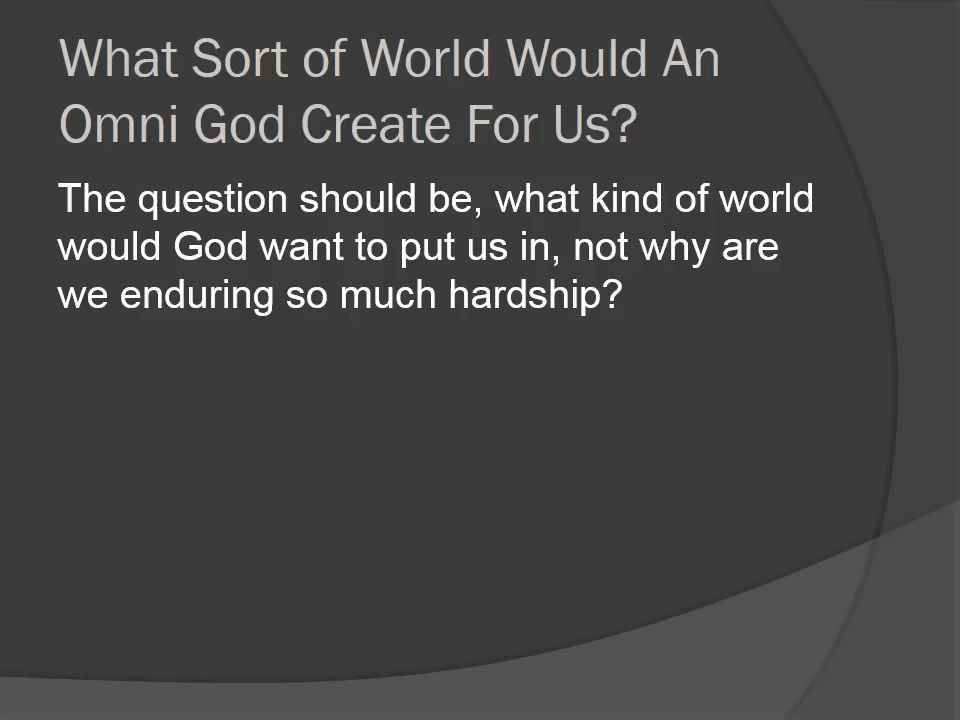 What Sort of World Would An
Omni God Create For Us?
The question should be, what kind of world
would God want to put us in, not why are
we enduring so much hardship?